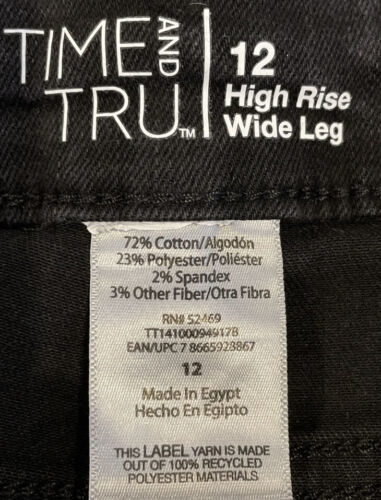 TIME AND
TRU™
12
High Rise
Wide Leg
72% Cotton/Algodón
23% Polyester/Poliéster
2% Spandex
3% Other Fiber/Otra Fibra
RN# 52469
TT14100094917B
EAN/UPC 7 8665928867
12
Made in Egypt
Hecho En Egipto
THIS LABEL YARN IS MADE
OUT OF 100% RECYCLED
POLYESTER MATERIALS